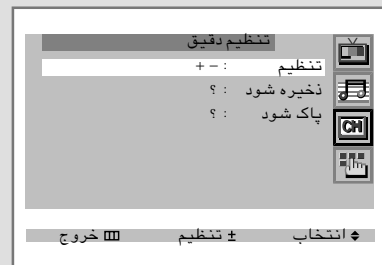 تنظیم دقیق
تنظیم : − +
ذخیره شود : ؟
پاک شود : ؟
CH
انتخاب ± تنظیم خروج